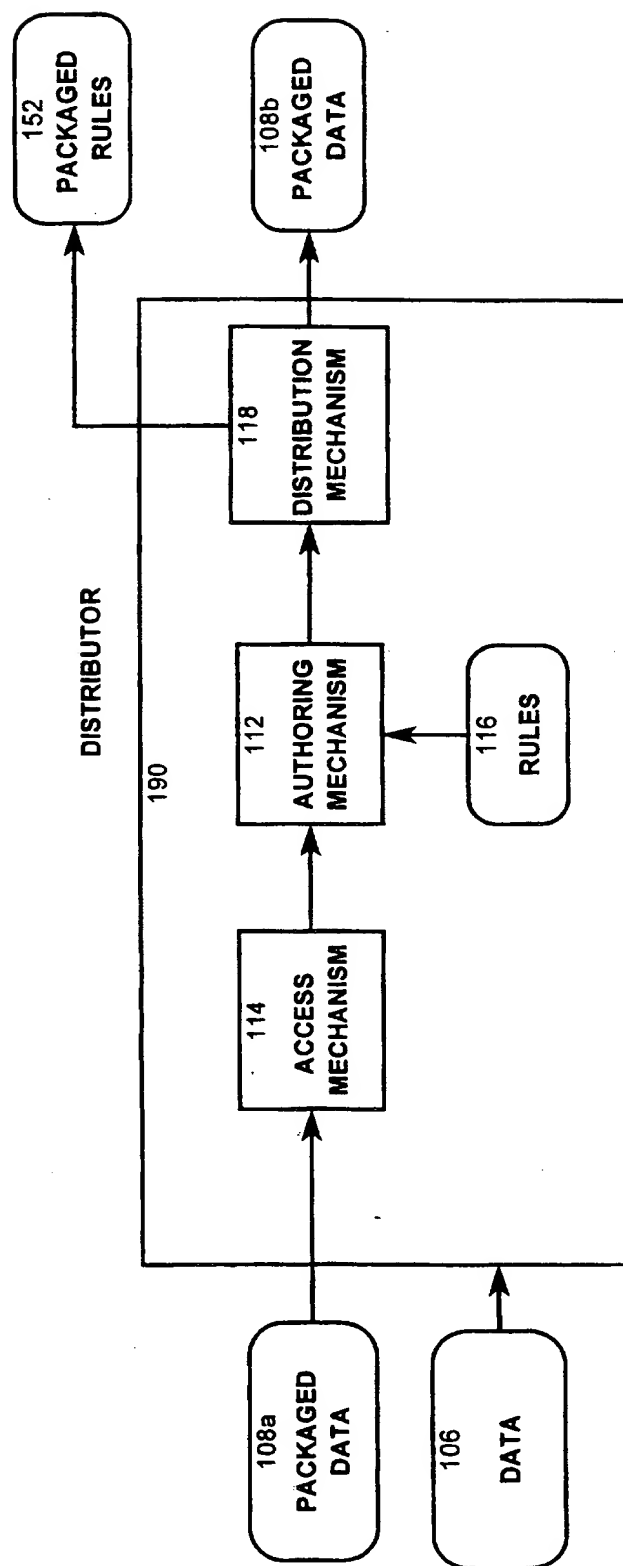 DISTRIBUTOR
190
108a
PACKAGED
DATA
106
DATA
114
ACCESS
MECHANISM
112
AUTHORING
MECHANISM
116
RULES
118
DISTRIBUTION
MECHANISM
152
PACKAGED
RULES
108b
PACKAGED
DATA